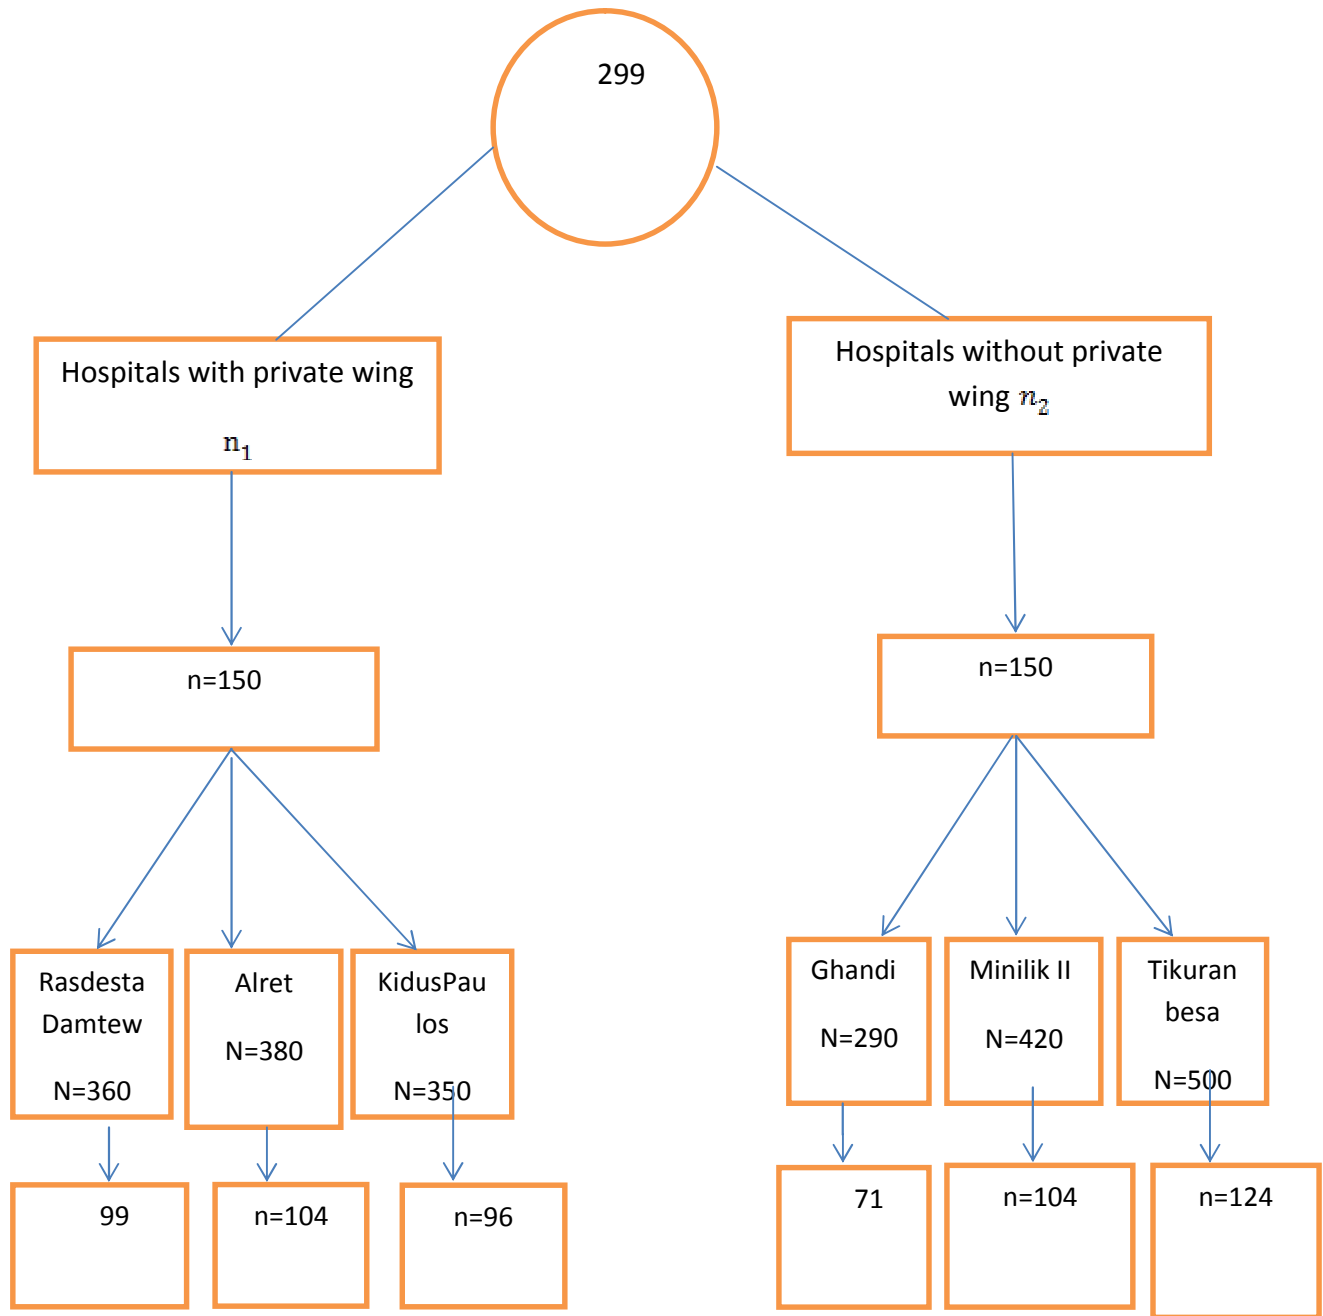 299
Hospitals with private wing
n₁
Hospitals without private
wing n₂
n=150
n=150
Rasdesta
Damtew
N=360
Alret
N=380
KidusPau
los
N=350
Ghandi
N=290
Minilik II
N=420
Tikuran
besa
N=500
99
n=104
n=96
71
n=104
n=124